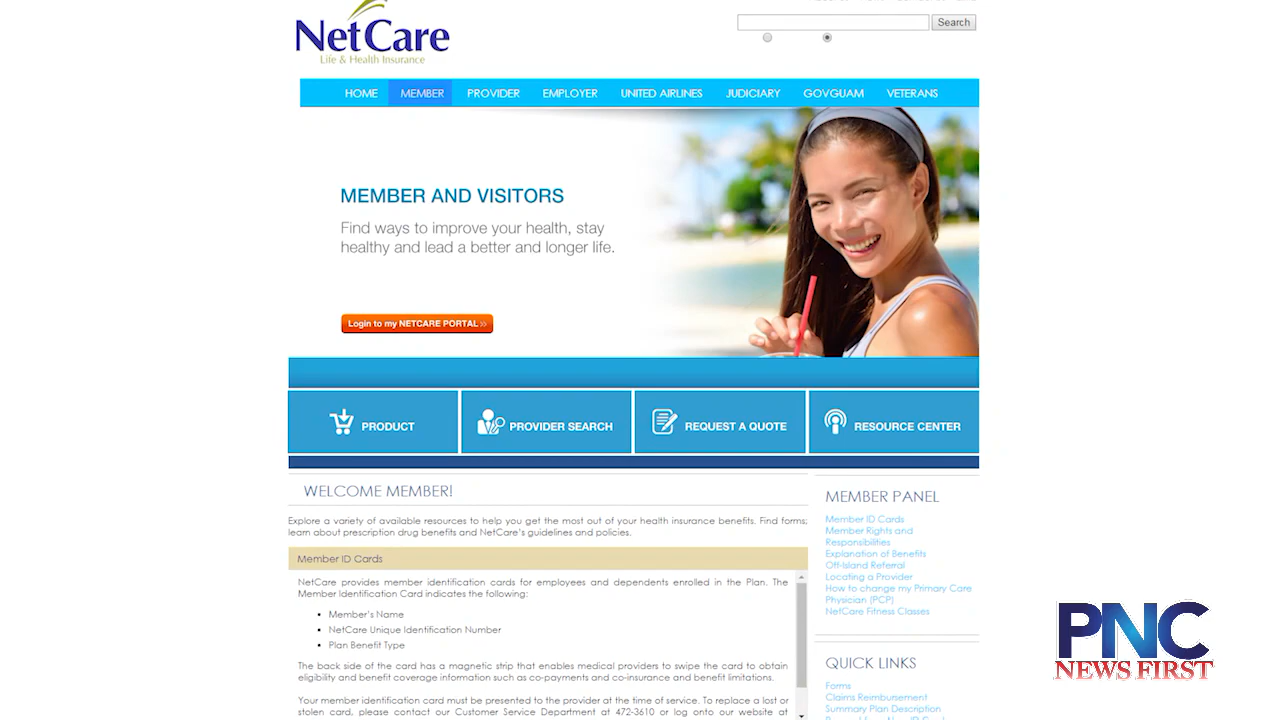 NetCare
Life & Health Insurance
Search
HOME MEMBER PROVIDER EMPLOYER UNITED AIRLINES JUDICIARY GOVGUAM VETERANS
MEMBER AND VISITORS
Find ways to improve your health, stay
healthy and lead a better and longer life.
Login to my NETCARE PORTAL >>
PRODUCT
PROVIDER SEARCH
REQUEST A QUOTE
RESOURCE CENTER
WELCOME MEMBER!
Explore a variety of available resources to help you get the most out of your health insurance benefits. Find forms;
learn about prescription drug benefits and NetCare's guidelines and policies.
Member ID Cards
NetCare provides member identification cards for employees and dependents enrolled in the Plan. The
Member Identification Card indicates the following:
Member's Name
NetCare Unique Identification Number
Plan Benefit Type
The back side of the card has a magnetic strip that enables medical providers to swipe the card to obtain
eligibility and benefit coverage information such as co-payments and co-insurance and benefit limitations.
Your member identification card must be presented to the provider at the time of service. To replace a lost or
stolen card, please contact our Customer Service Department at 472-3610 or log onto our website at
MEMBER PANEL
Member ID Cards
Member Rights and
Responsibilities
Explanation of Benefits
Off-Island Referral
Locating a Provider
How to change my Primary Care
Physician (PCP)
NetCare Fitness Classes
QUICK LINKS
Forms
Claims Reimbursement
Summary Plan Description
PNC
NEWS FIRST